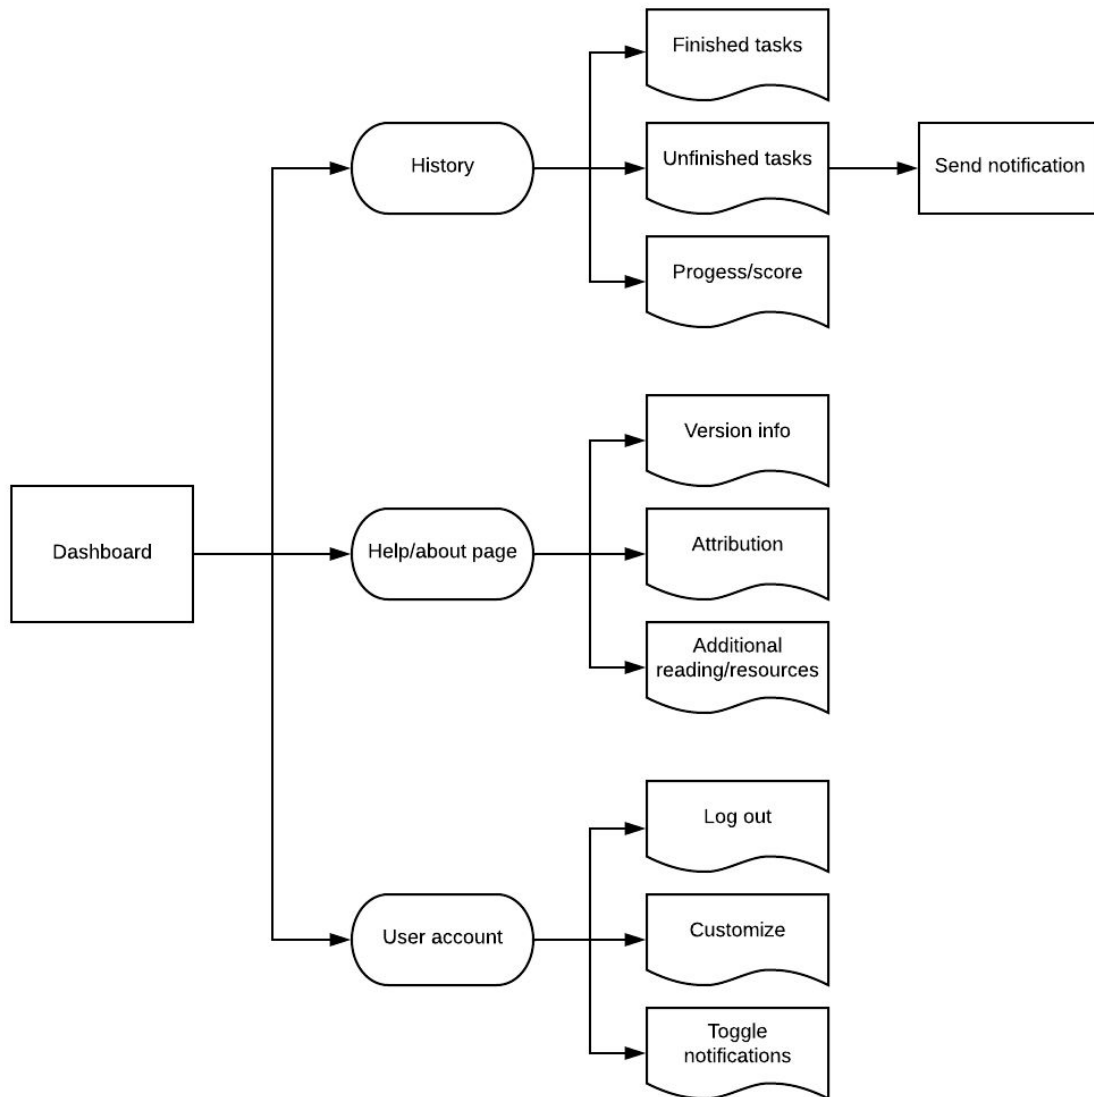 Finished tasks
History
Unfinished tasks
Send notification
Progess/score
Version info
Dashboard
Help/about page
Attribution
Additional
reading/resources
Log out
User account
Customize
Toggle
notifications